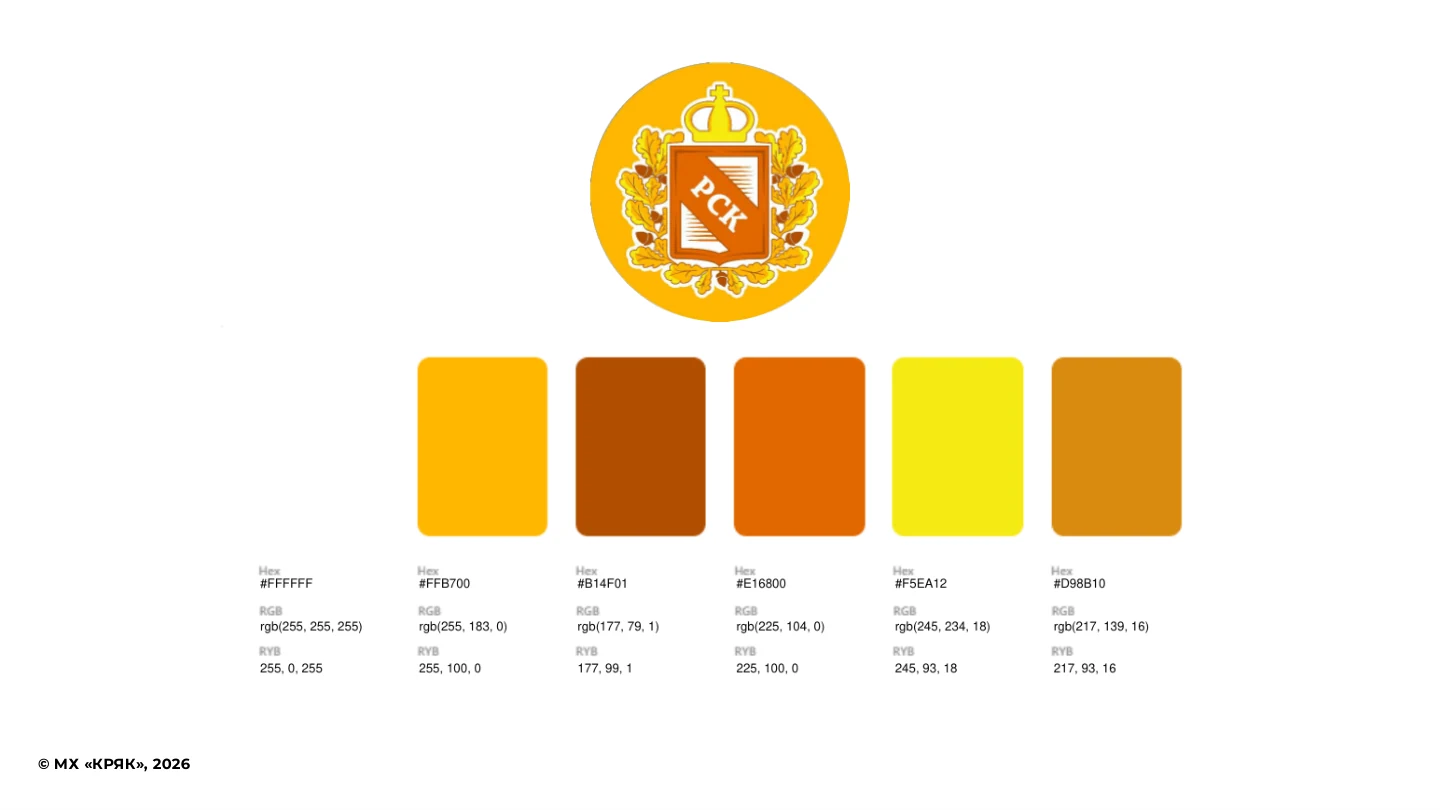 РСК
Hex Hex Hex Hex Hex Hex
#FFFFFF #FFB700 #B14F01 #E16800 #F5EA12 #D98B10
RGB RGB RGB RGB RGB RGB
rgb(255, 255, 255) rgb(255, 183, 0) rgb(177, 79, 1) rgb(225, 104, 0) rgb(245, 234, 18) rgb(217, 139, 16)
RYB RYB RYB RYB RYB RYB
255, 0, 255 255, 100, 0 177, 99, 1 225, 100, 0 245, 93, 18 217, 93, 16
© МХ «КРЯК», 2026